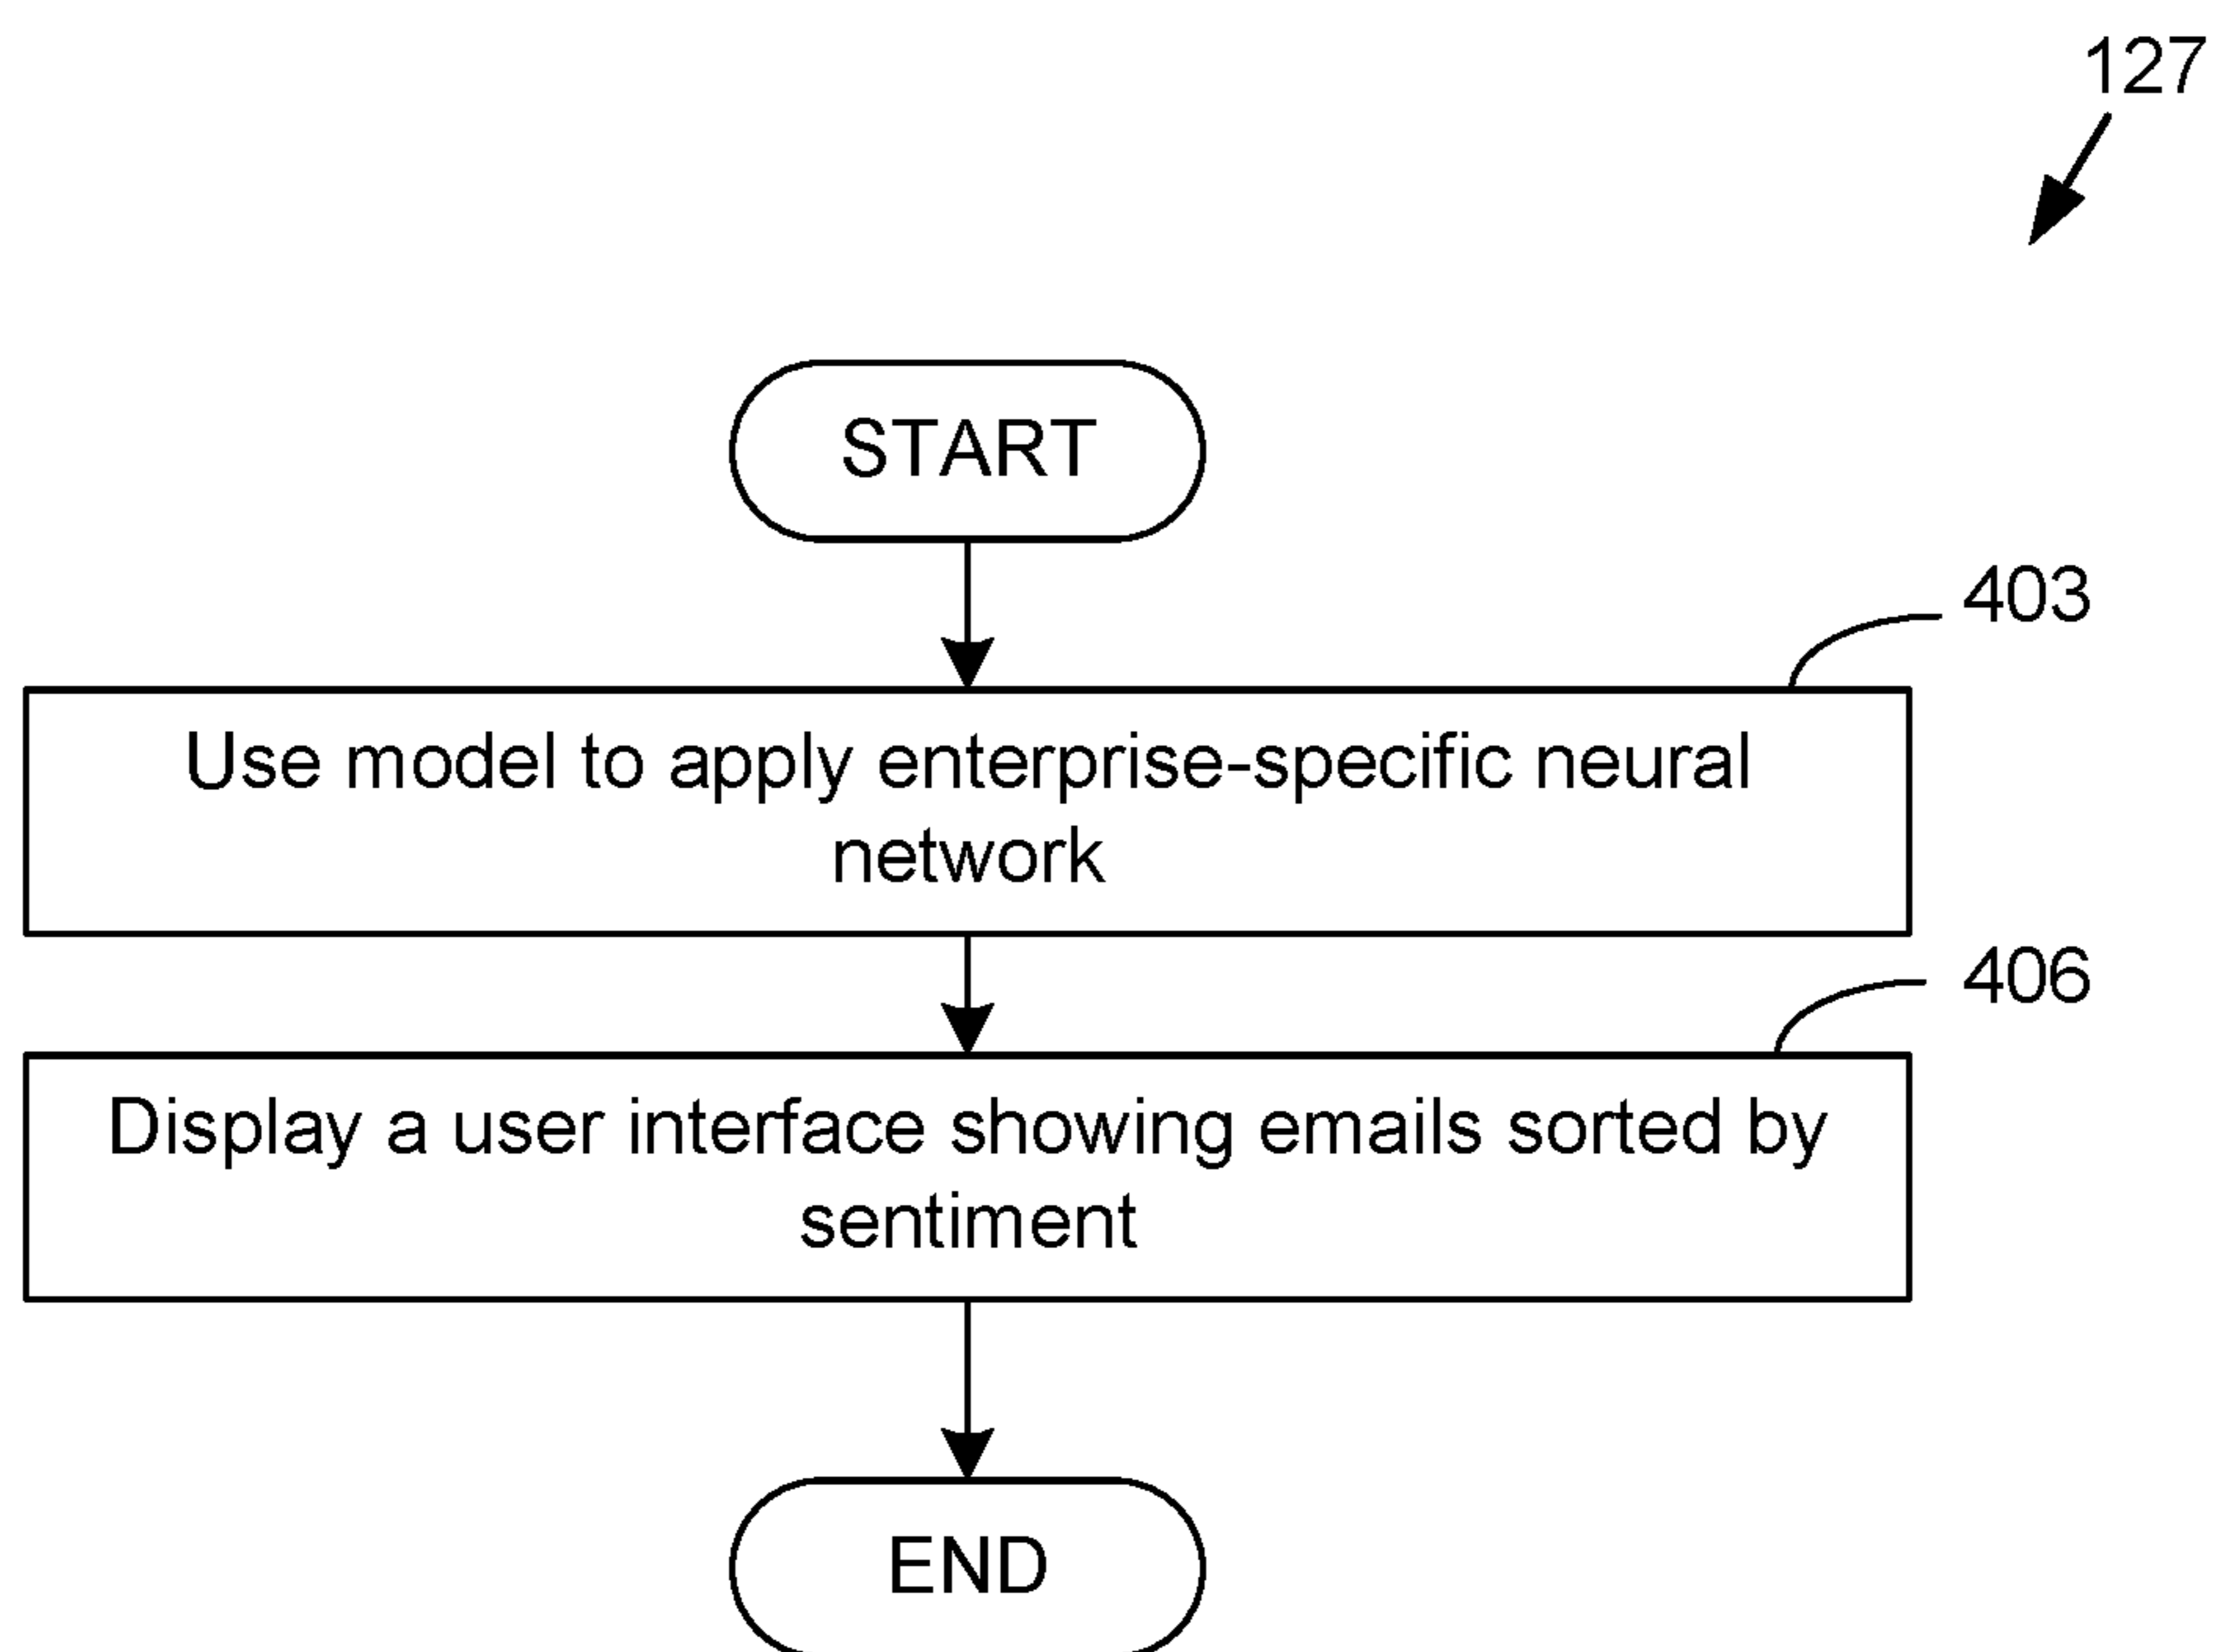 127
START
403
Use model to apply enterprise-specific neural
network
406
Display a user interface showing emails sorted by
sentiment
END